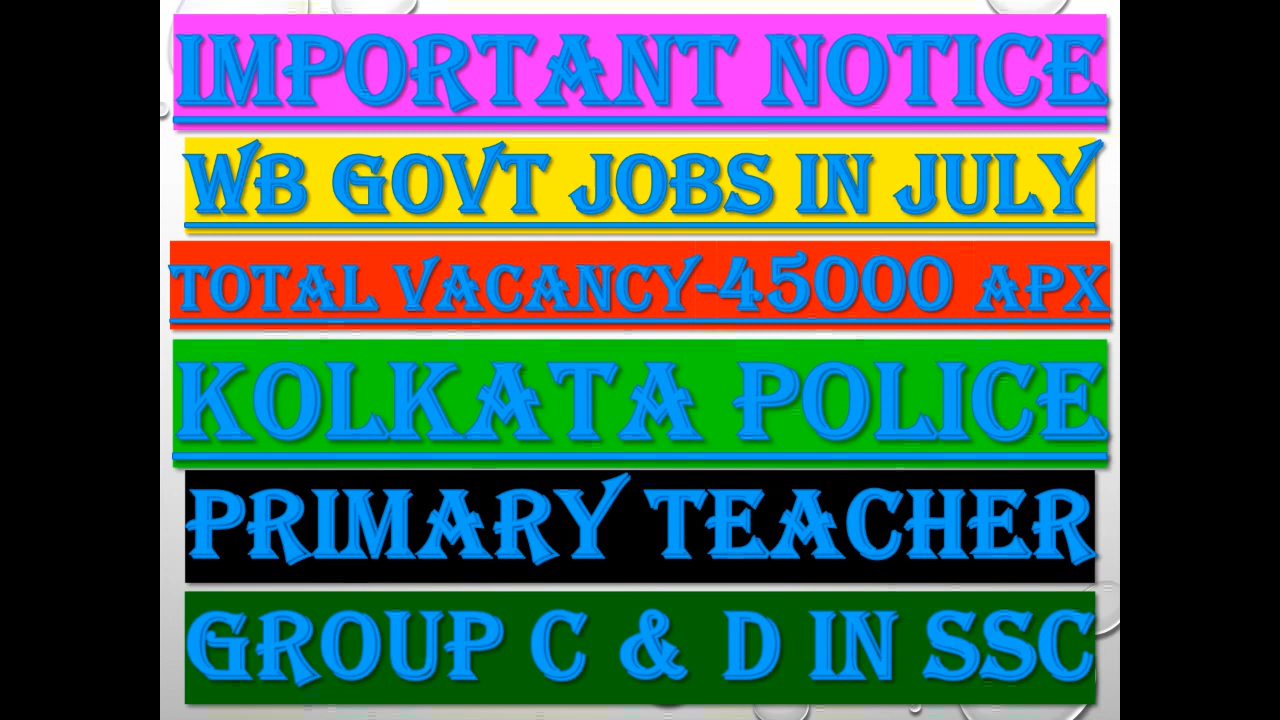 IMPORTANT NOTICE
WB GOVT JOBS IN JULY
TOTAL VACANCY-45000 APX
KOLKATA POLICE
PRIMARY TEACHER
GROUP C & D IN SSC